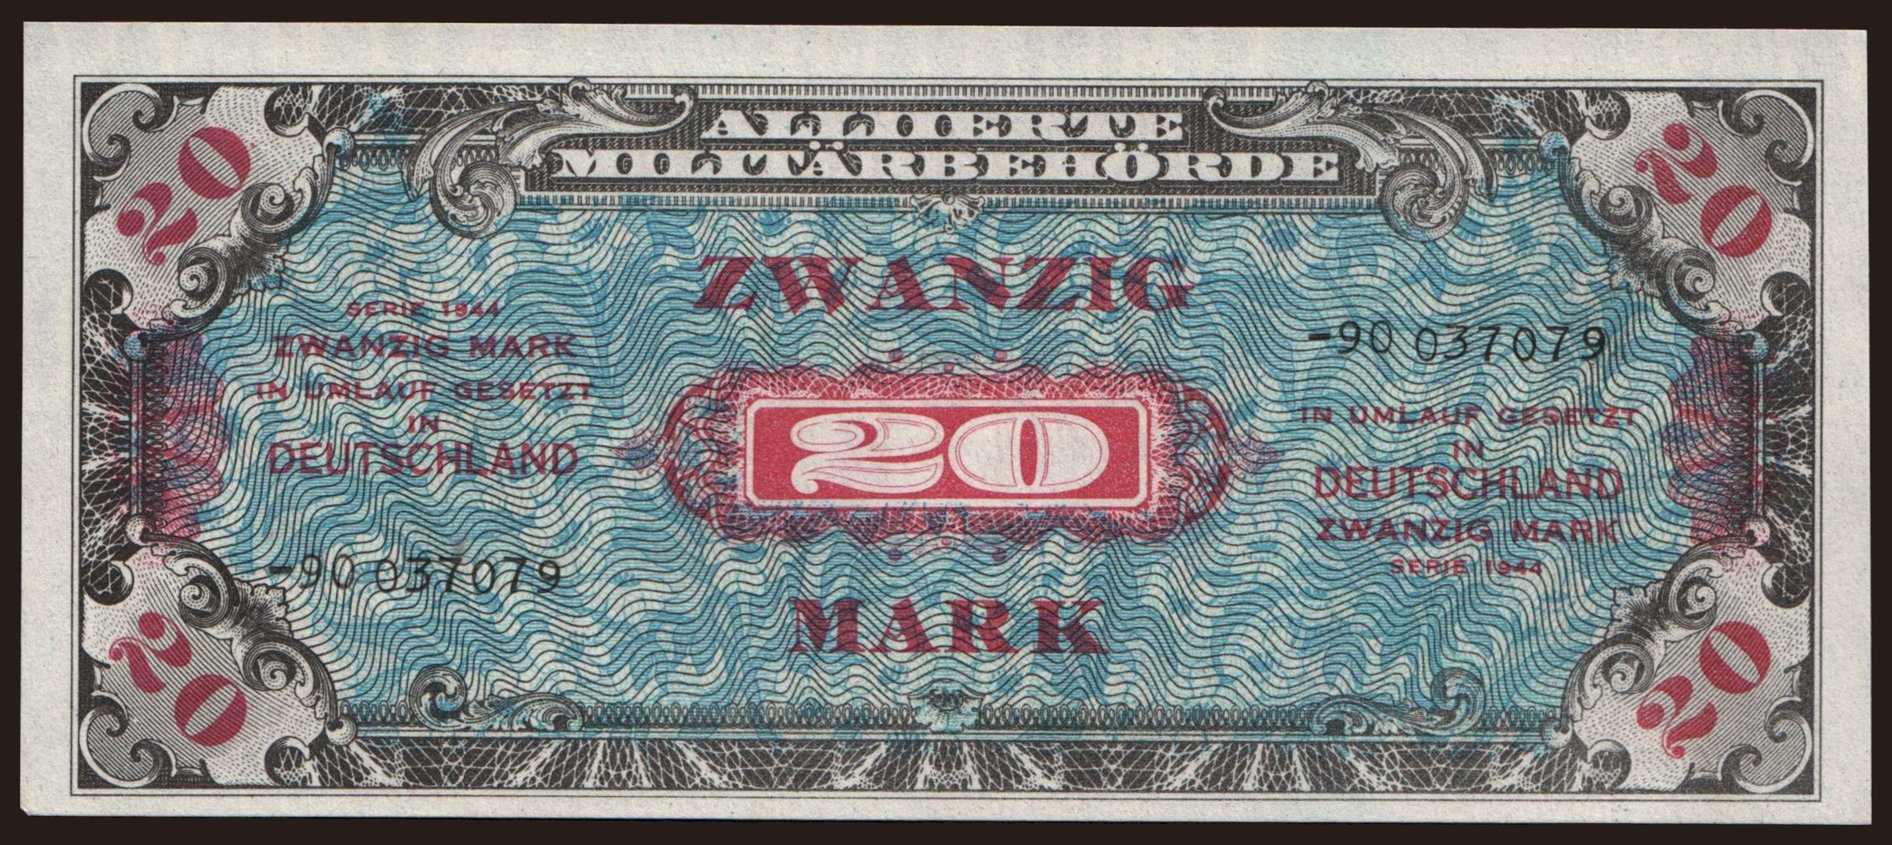 20
20
ALLIIERTE
MILITÄRBEHÖRDE
ZWANZIG
SERIE 1944
ZWANZIG MARK
IN UMLAUF GESETZT
IN
DEUTSCHLAND
-90 037079
20
-90 037079
IN UMLAUF GESETZT
IN
DEUTSCHLAND
ZWANZIG MARK
SERIE 1944
MARK
20
20